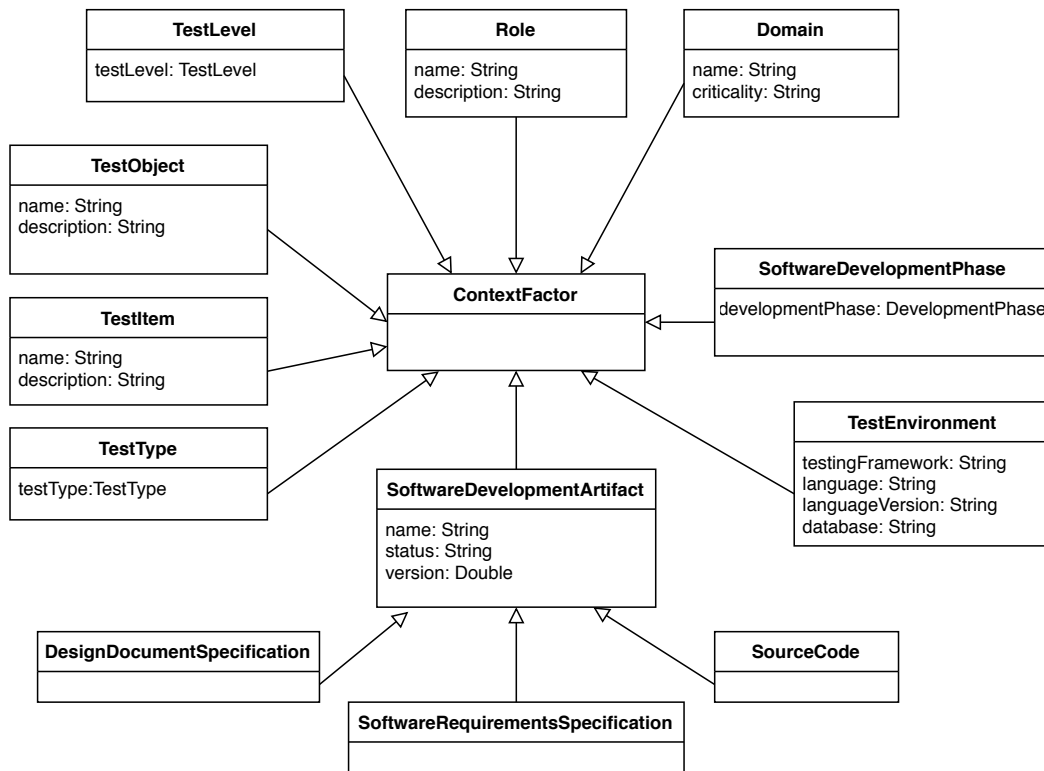 TestLevel
testLevel: TestLevel
Role
name: String
description: String
Domain
name: String
criticality: String
TestObject
name: String
description: String
ContextFactor
SoftwareDevelopmentPhase
developmentPhase: DevelopmentPhase
TestItem
name: String
description: String
TestType
testType:TestType
SoftwareDevelopmentArtifact
name: String
status: String
version: Double
TestEnvironment
testingFramework: String
language: String
languageVersion: String
database: String
DesignDocumentSpecification
SoftwareRequirementsSpecification
SourceCode